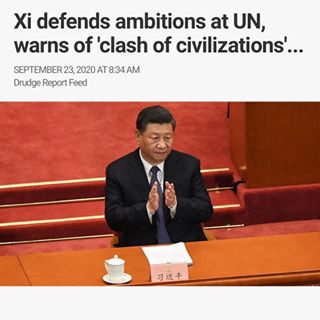 Xi defends ambitions at UN,
warns of 'clash of civilizations'...
SEPTEMBER 23, 2020 AT 8:34 AM
Drudge Report Feed
习近平